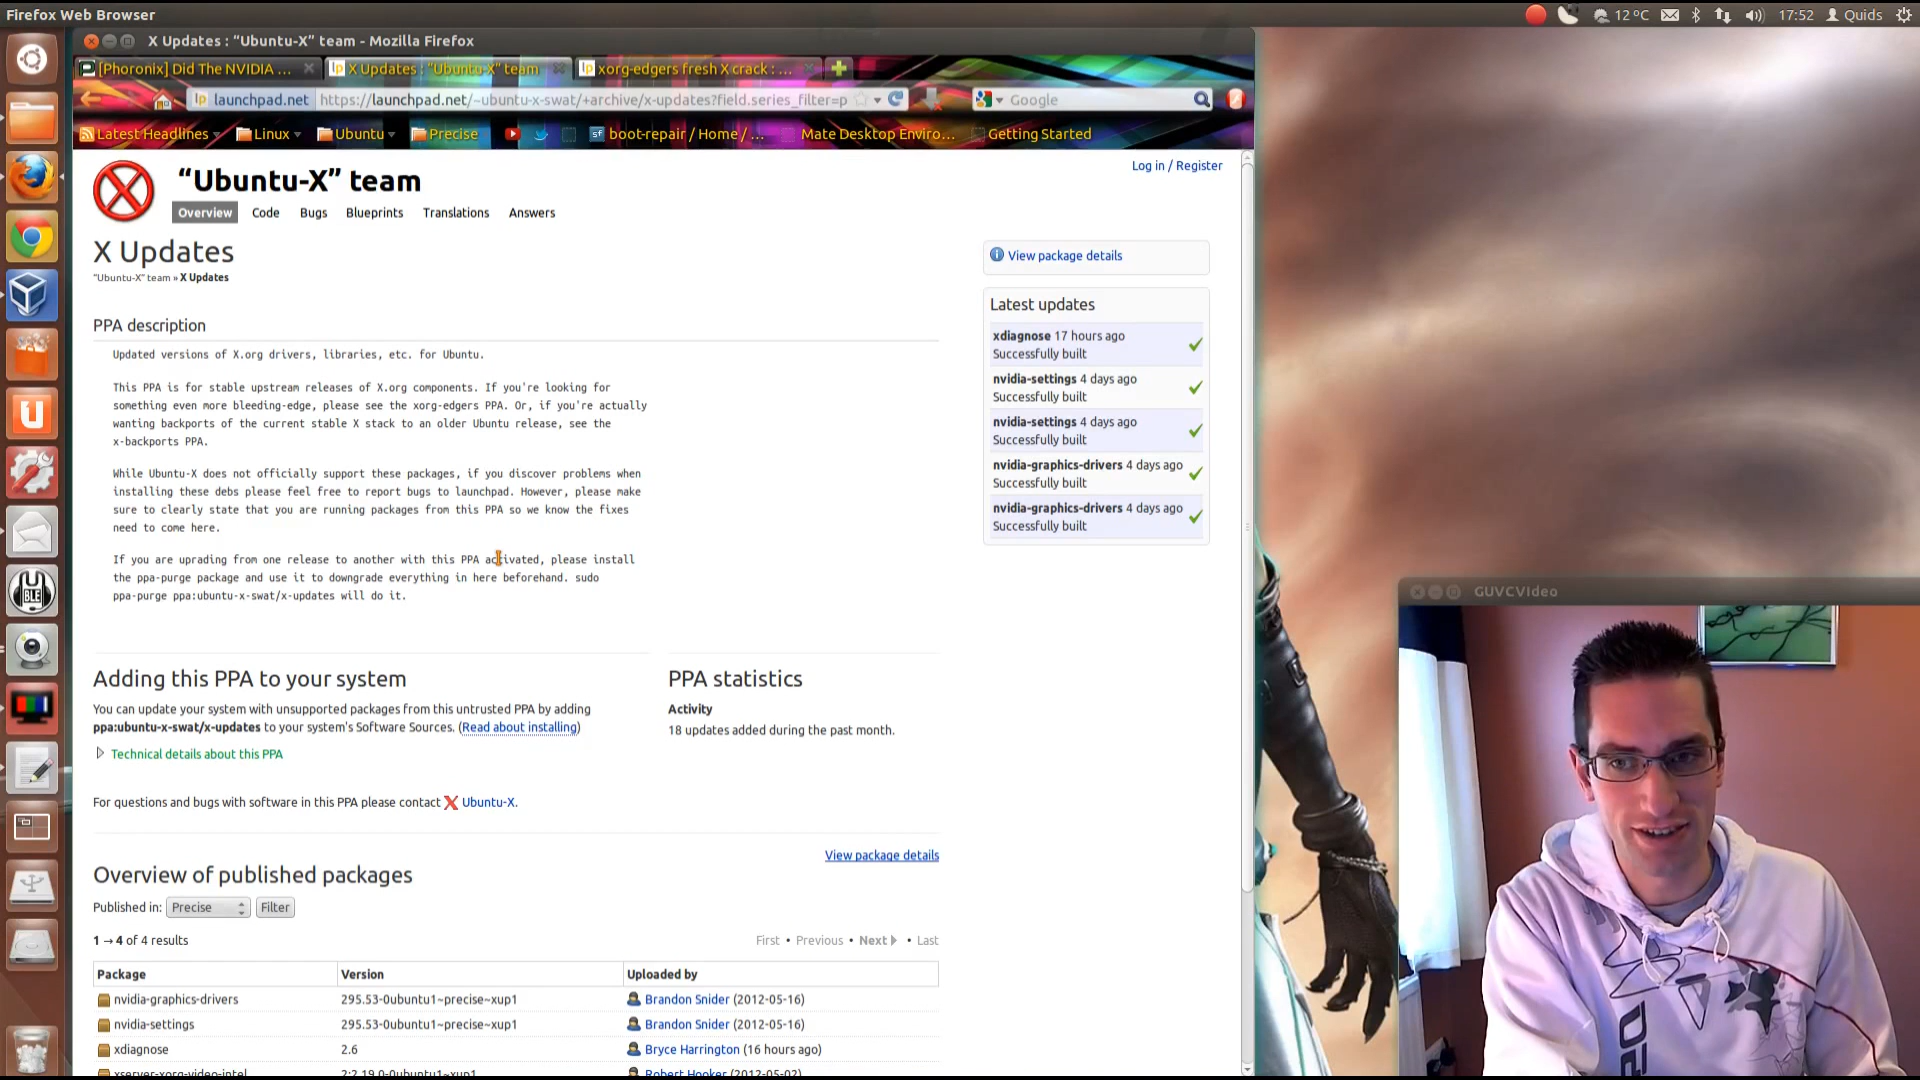 Firefox Web Browser
12 °C
17:52
Quids
X Updates : “Ubuntu-X” team - Mozilla Firefox
[Phoronix] Did The NVIDIA ...
X Updates : “Ubuntu-X” team
xorg-edgers fresh X crack : ...
launchpad.net
https://launchpad.net/~ubuntu-x-swat/+archive/x-updates?field.series_filter=p
Google
Latest Headlines
Linux
Ubuntu
Precise
boot-repair / Home / ...
Mate Desktop Enviro...
Getting Started
Log in / Register
“Ubuntu-X” team
Overview
Code
Bugs
Blueprints
Translations
Answers
X Updates
“Ubuntu-X” team » X Updates
View package details
Latest updates
xdiagnose 17 hours ago
Successfully built
nvidia-settings 4 days ago
Successfully built
nvidia-settings 4 days ago
Successfully built
nvidia-graphics-drivers 4 days ago
Successfully built
nvidia-graphics-drivers 4 days ago
Successfully built
PPA description
Updated versions of X.org drivers, libraries, etc. for Ubuntu.
This PPA is for stable upstream releases of X.org components. If you're looking for
something even more bleeding-edge, please see the xorg-edgers PPA. Or, if you're actually
wanting backports of the current stable X stack to an older Ubuntu release, see the
x-backports PPA.
While Ubuntu-X does not officially support these packages, if you discover problems when
installing these debs please feel free to report bugs to launchpad. However, please make
sure to clearly state that you are running packages from this PPA so we know the fixes
need to come here.
If you are uprading from one release to another with this PPA activated, please install
the ppa-purge package and use it to downgrade everything in here beforehand. sudo
ppa-purge ppa:ubuntu-x-swat/x-updates will do it.
Adding this PPA to your system
You can update your system with unsupported packages from this untrusted PPA by adding
ppa:ubuntu-x-swat/x-updates to your system's Software Sources. (Read about installing)
Technical details about this PPA
For questions and bugs with software in this PPA please contact Ubuntu-X.
PPA statistics
Activity
18 updates added during the past month.
View package details
Overview of published packages
Published in: Precise Filter
1 → 4 of 4 results
First • Previous • Next • Last
Package Version Uploaded by
nvidia-graphics-drivers 295.53-0ubuntu1~precise~xup1 Brandon Snider (2012-05-16)
nvidia-settings 295.53-0ubuntu1~precise~xup1 Brandon Snider (2012-05-16)
xdiagnose 2.6 Bryce Harrington (16 hours ago)
xserver-xorg-video-intel 2:2.19.0-0ubuntu1~xup1 Robert Hooker (2012-05-02)
GUVCVIdeo